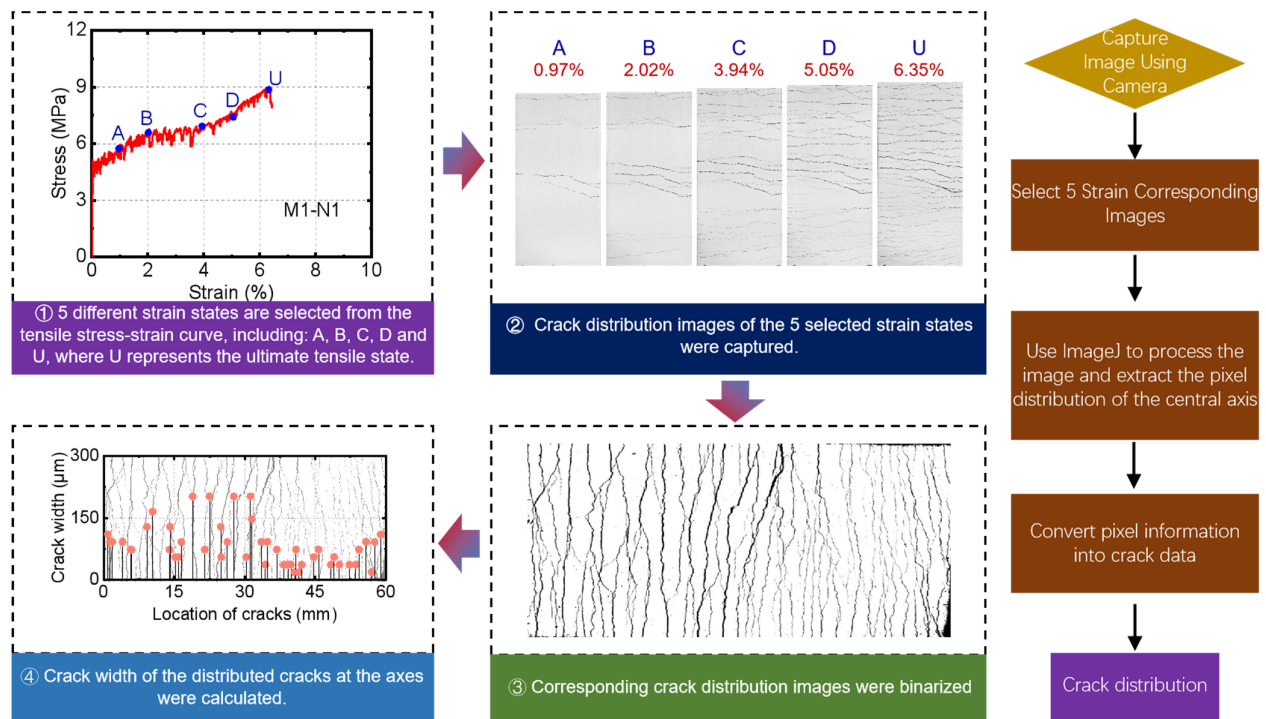 12
9
6
3
0
Stress (MPa)
A
B
C
D
U
M1-N1
0
2
4
6
8
10
Strain (%)
① 5 different strain states are selected from the
tensile stress-strain curve, including: A, B, C, D and
U, where U represents the ultimate tensile state.
A B C D U
0.97% 2.02% 3.94% 5.05% 6.35%
② Crack distribution images of the 5 selected strain states
were captured.
③ Corresponding crack distribution images were binarized
300
150
0
Crack width (μm)
0 15 30 45 60
Location of cracks (mm)
④ Crack width of the distributed cracks at the axes
were calculated.
Capture
Image Using
Camera
Select 5 Strain Corresponding
Images
Use ImageJ to process the
image and extract the pixel
distribution of the central axis
Convert pixel information
into crack data
Crack distribution